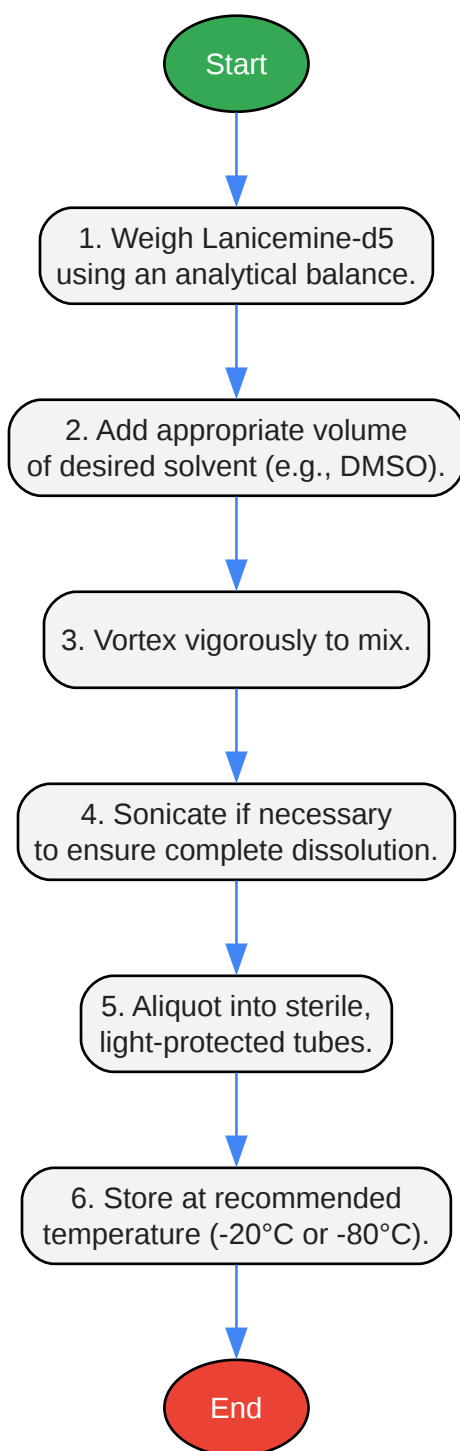 Start
1. Weigh Lanicemine-d5
using an analytical balance.
2. Add appropriate volume
of desired solvent (e.g., DMSO).
3. Vortex vigorously to mix.
4. Sonicate if necessary
to ensure complete dissolution.
5. Aliquot into sterile,
light-protected tubes.
6. Store at recommended
temperature (-20°C or -80°C).
End